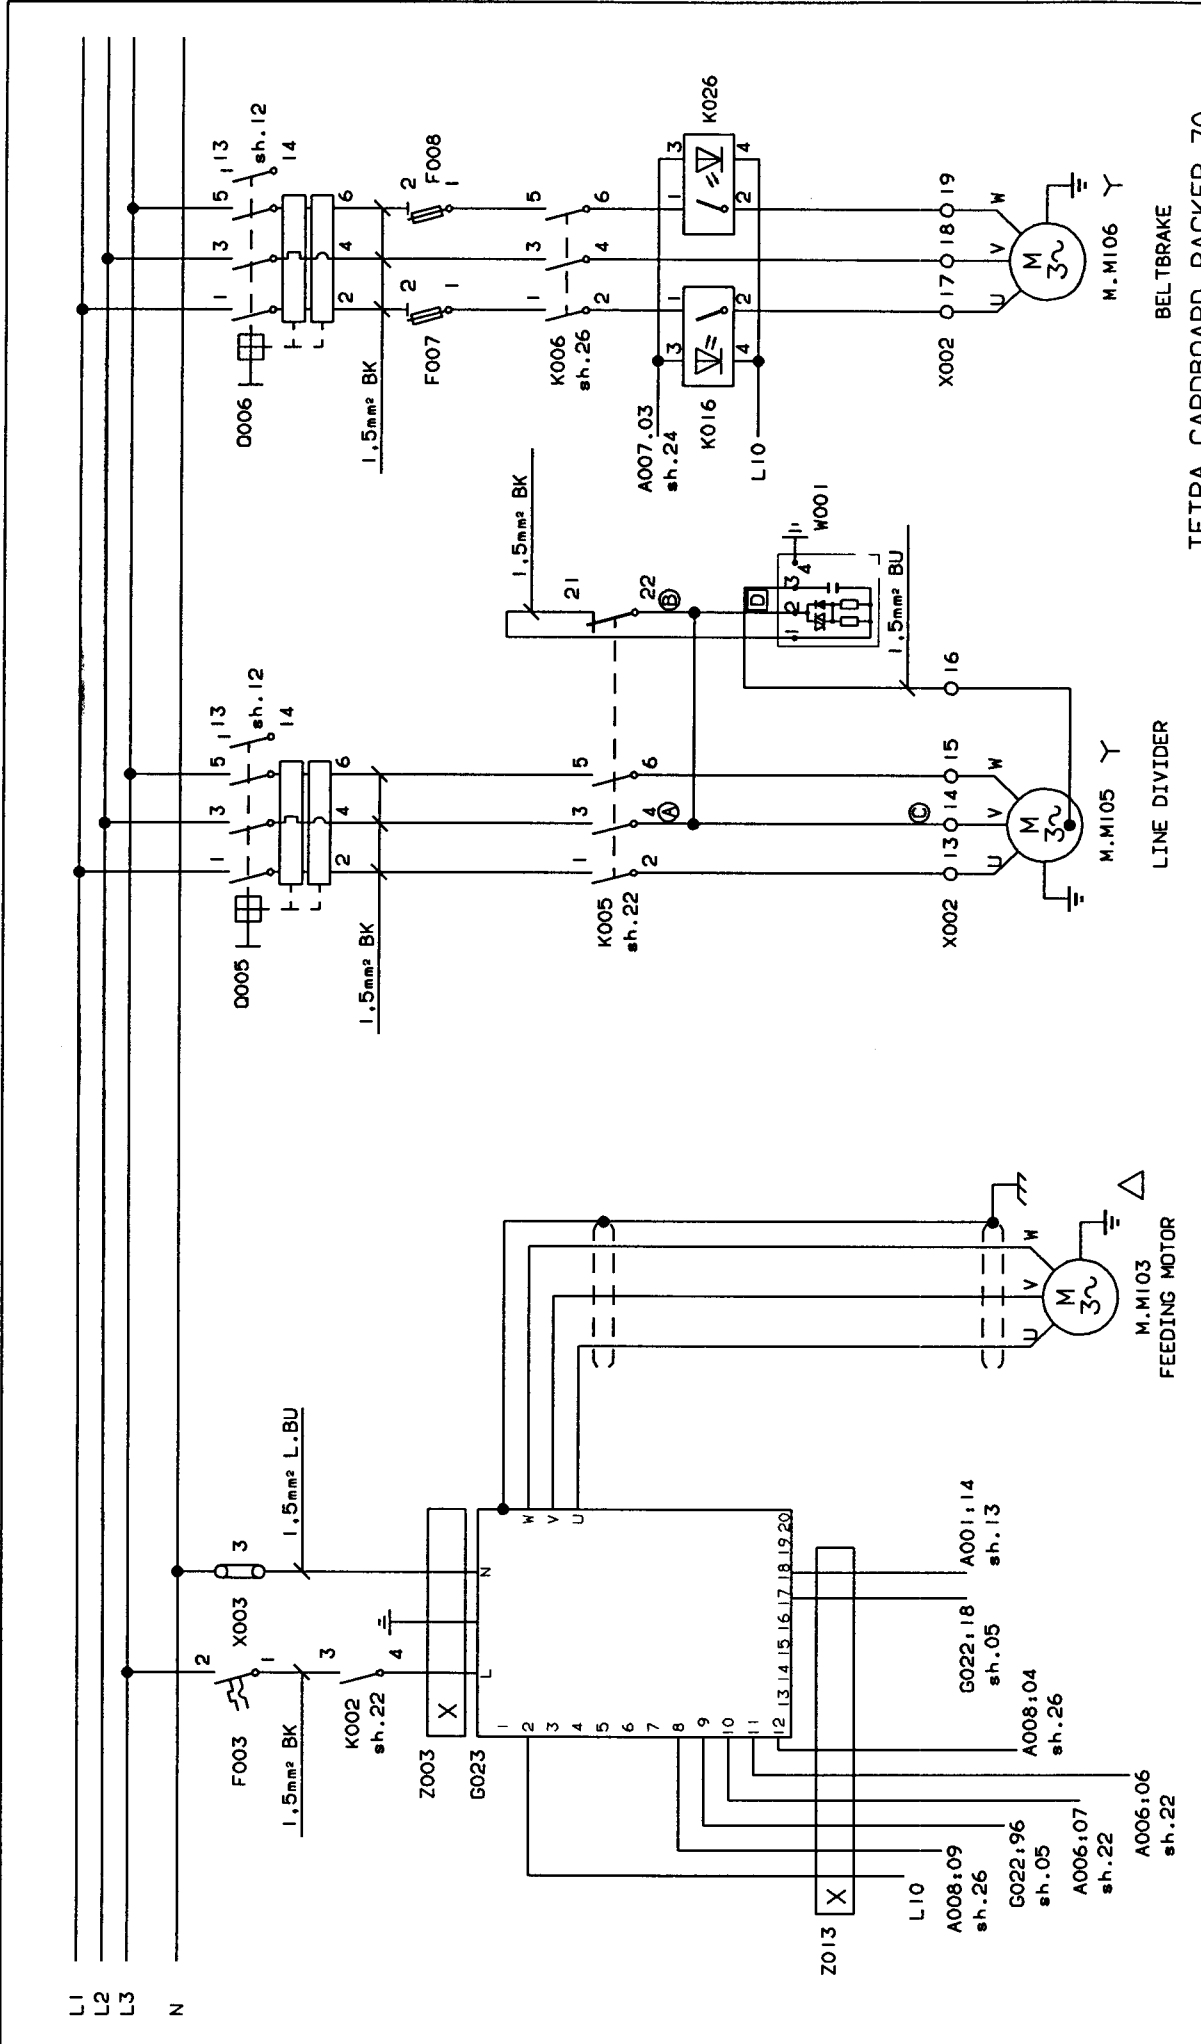 L1
L2
L3
N
F003
2
1
1,5mm² BK
K002
sh.22
3
4
X003
3
1,5mm² L.BU
Z003
X
G023
L
N
W
V
U
1
2
3
4
5
6
7
8
9
10
11
12
13 14 15 16 17 18 19 20
Z013
X
L10
A008:09
sh.26
G022:96
sh.05
A006:07
sh.22
A006:06
sh.22
A008:04
sh.26
G022:18
sh.05
A001:14
sh.13
U
V
W
M
3~
M.M103
FEEDING MOTOR
Q005
1
3
5
13
sh.12
14
2
4
6
1,5mm² BK
K005
sh.22
1
3
5
2
4
6
A
21
22
B
1,5mm² BK
D
1
2
3
4
W001
1,5mm² BU
C
X002
13
14
15
16
U
V
W
M
3~
M.M105 Y
LINE DIVIDER
Q006
1
3
5
13
sh.12
14
2
4
6
1,5mm² BK
F007
2
1
F008
2
1
K006
sh.26
1
3
5
2
4
6
A007.03
sh.24
K016
3
1
4
2
K026
1
3
2
4
L10
X002
17
18
19
U
V
W
M
3~
M.M106 Y
BELTBRAKE
TETRA CARDBOARD PACKER 70